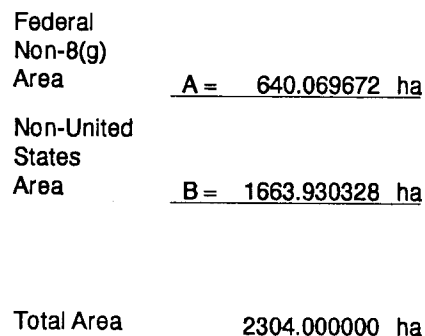 Federal
Non-8(g)
Area A = 640.069672 ha
Non-United
States
Area B = 1663.930328 ha
Total Area 2304.000000 ha